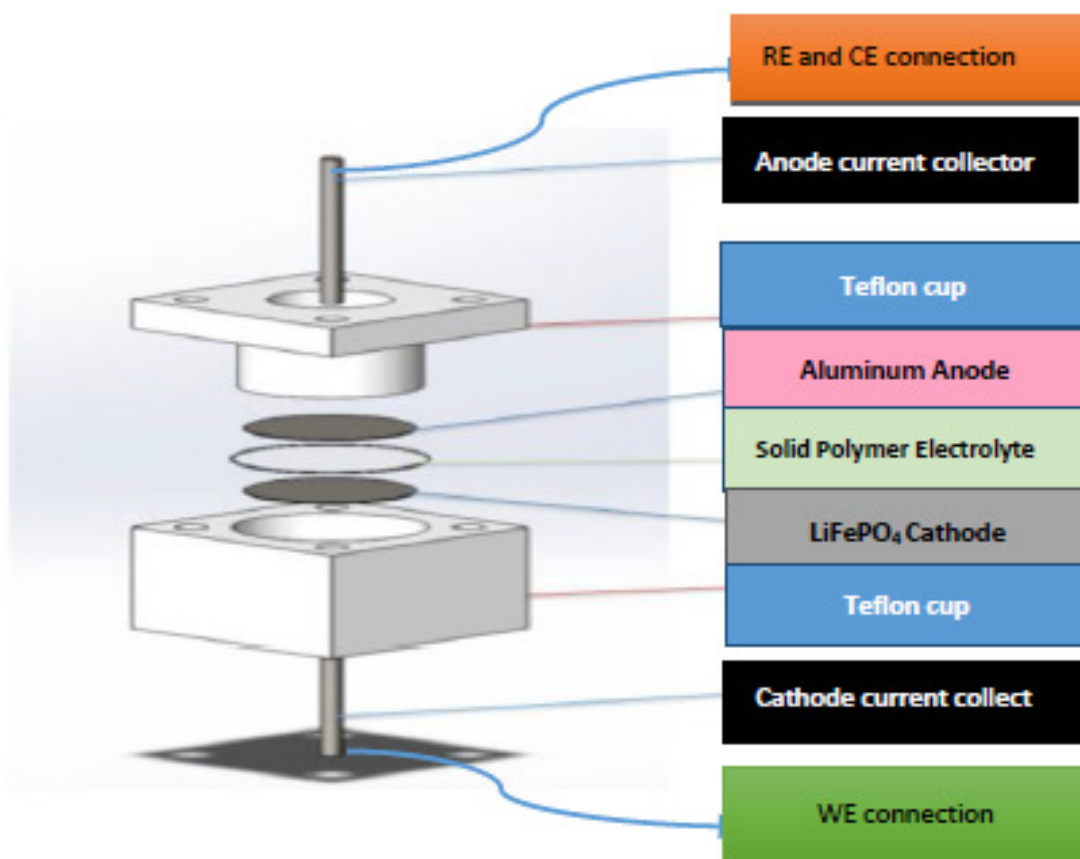 RE and CE connection
Anode current collector
Teflon cup
Aluminum Anode
Solid Polymer Electrolyte
LiFePO₄ Cathode
Teflon cup
Cathode current collect
WE connection